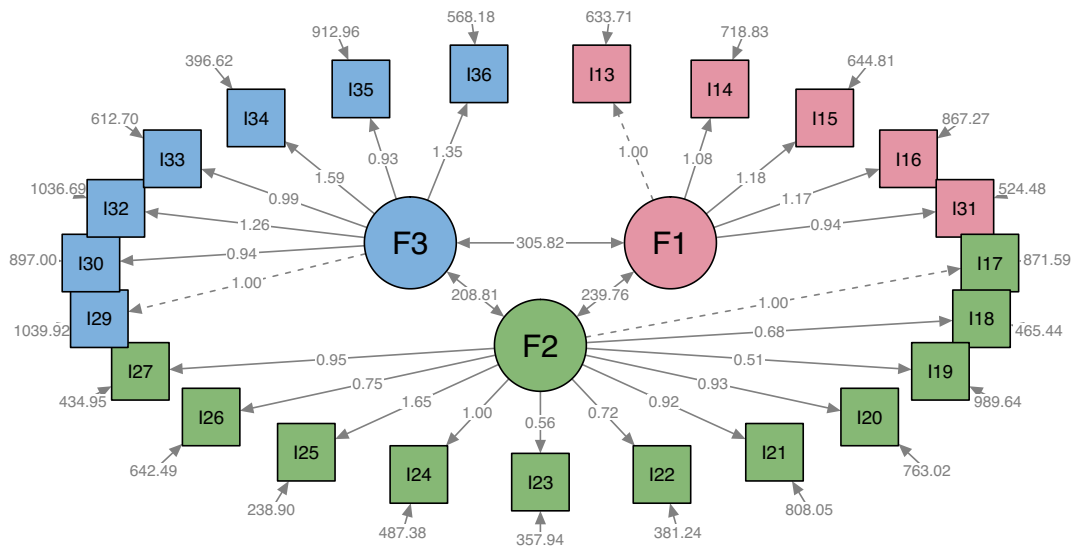 568.18
633.71
912.96
718.83
396.62
644.81
I36
I13
I35
I14
612.70
I34
I15
867.27
I33
I16
1.35
1.00
0.93
1.08
1.59
1.18
1036.69
0.99
1.17
524.48
I32
I31
1.26
0.94
F3
305.82
F1
897.00
I30
0.94
I17
871.59
1.00
208.81
239.76
1.00
1039.92
I29
I18
465.44
0.68
F2
0.95
0.51
I27
I19
434.95
0.75
0.93
989.64
1.65
1.00
0.56
0.72
0.92
I26
I20
642.49
I25
I24
I23
I22
I21
763.02
238.90
487.38
357.94
381.24
808.05